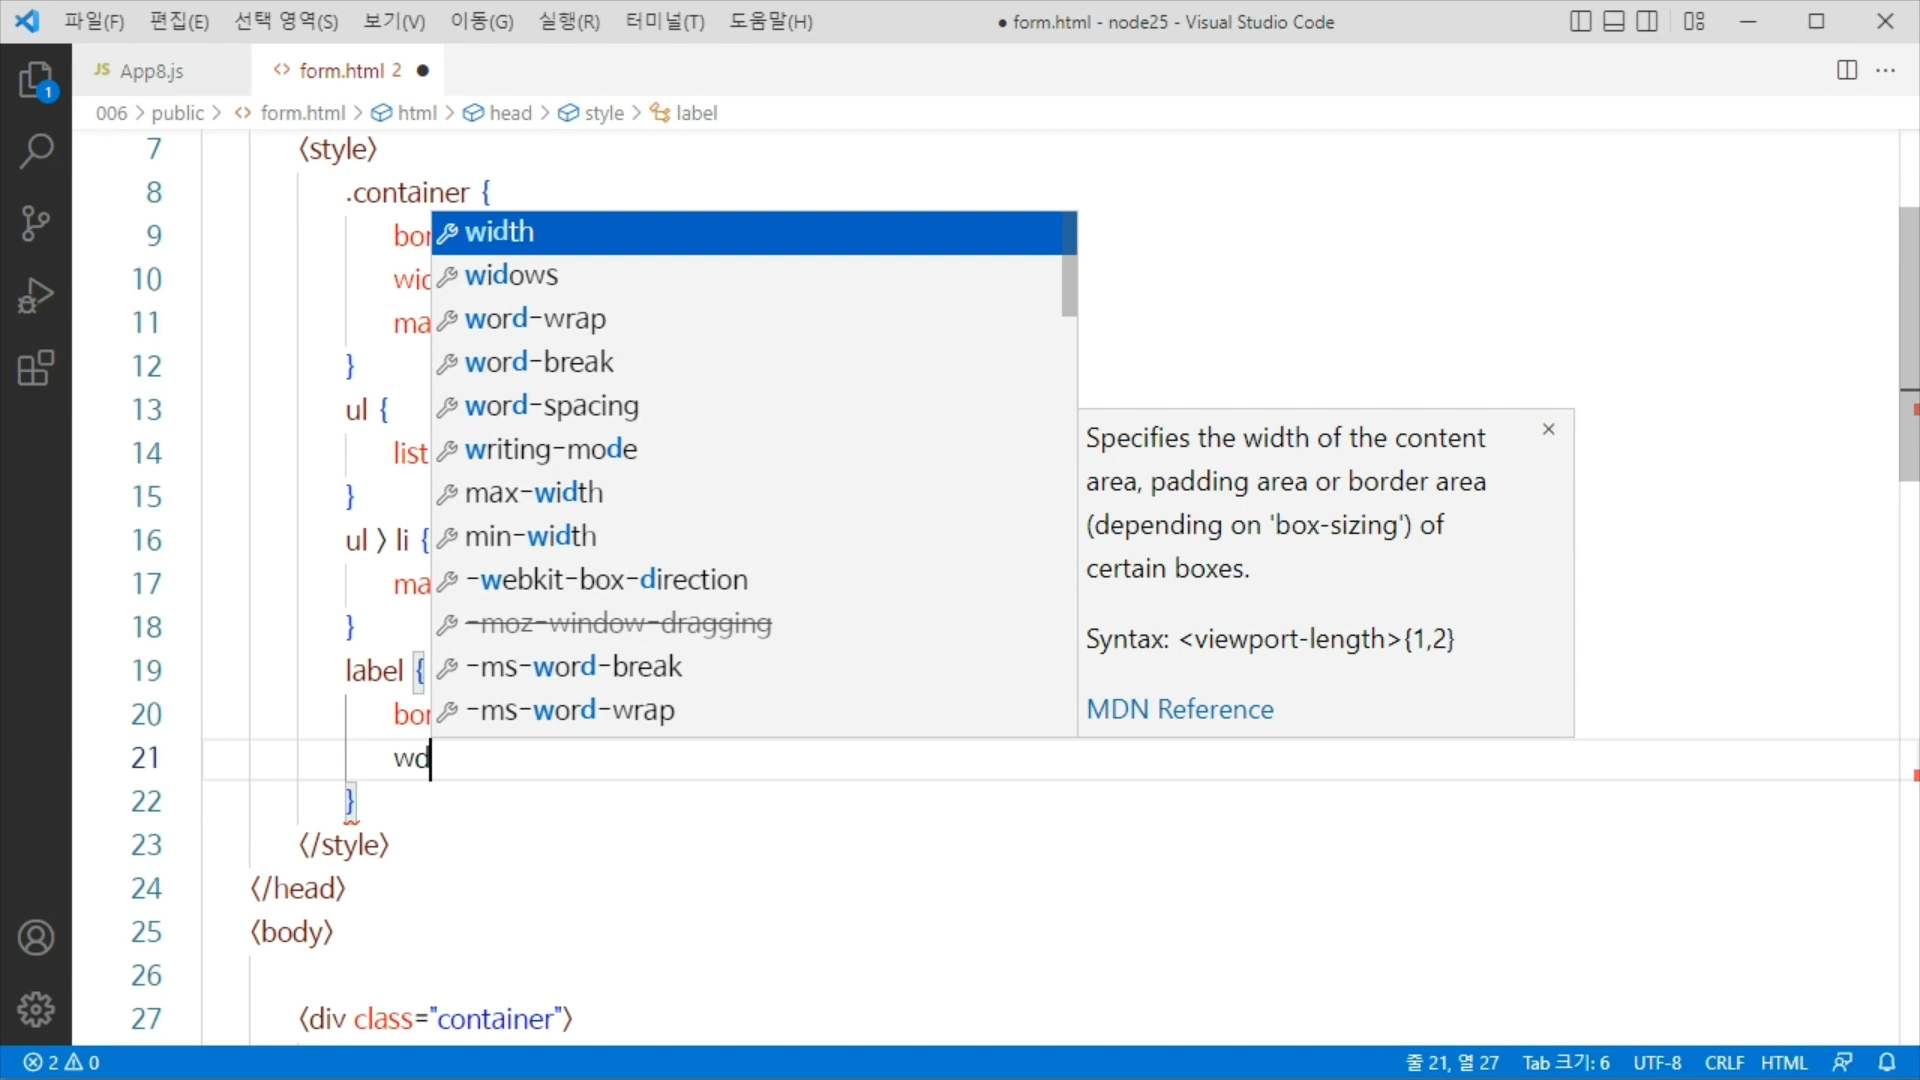 파일(F) 편집(E) 선택 영역(S) 보기(V) 이동(G) 실행(R) 터미널(T) 도움말(H) ● form.html - node25 - Visual Studio Code
JS App8.js <> form.html 2 ●
006 > public > <> form.html > html > head > style > label
1
7 <style>
8 .container {
9 bor
10 wid
11 ma
12 }
13 ul {
14 list
15 }
16 ul > li {
17 ma
18 }
19 label {
20 bor
21 wd
22 }
23 </style>
24 </head>
25 <body>
26
27 <div class="container">
width
widows
word-wrap
word-break
word-spacing
writing-mode
max-width
min-width
-webkit-box-direction
-moz-window-dragging
-ms-word-break
-ms-word-wrap
Specifies the width of the content
area, padding area or border area
(depending on 'box-sizing') of
certain boxes.
Syntax: <viewport-length>{1,2}
MDN Reference
2 0 줄 21, 열 27 Tab 크기: 6 UTF-8 CRLF HTML